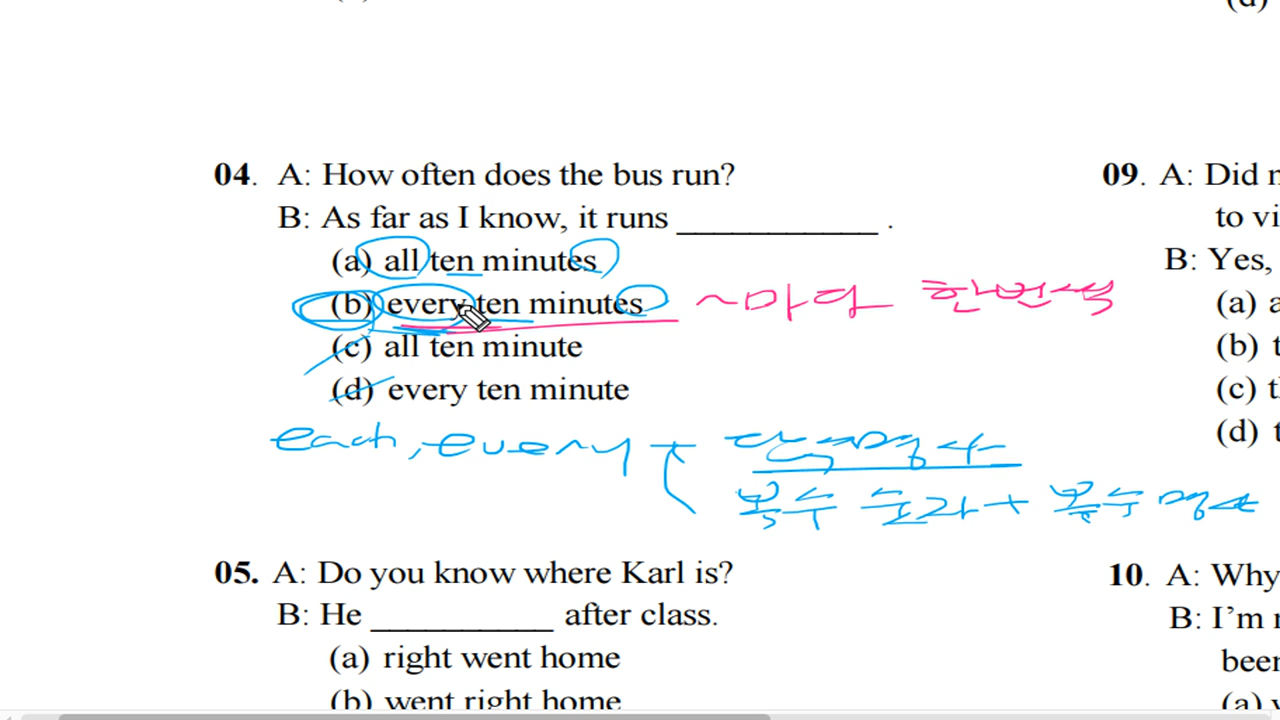 (d)
04. A: How often does the bus run?
B: As far as I know, it runs ____________ .
(a) all ten minutes
(b) every ten minutes ~마다 한번씩
(c) all ten minute
(d) every ten minute
each, every 단수명사
복수 숫자 + 복수 명사
05. A: Do you know where Karl is?
B: He ___________ after class.
(a) right went home
(b) went right home
09. A: Did
to vi
B: Yes,
(a) a
(b) t
(c) t
(d) t
10. A: Why
B: I'm
been
(a)